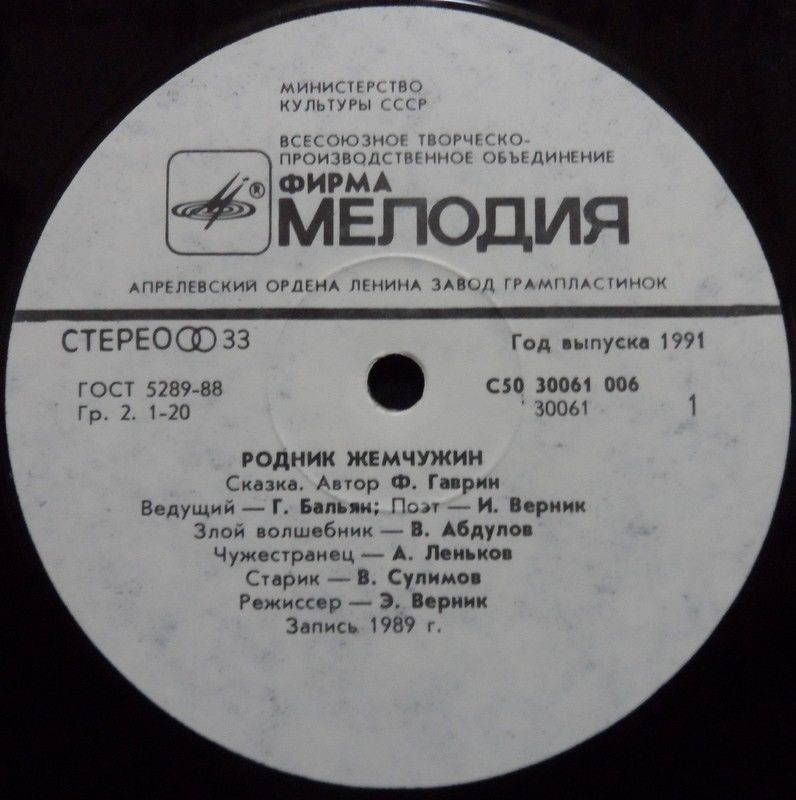 МИНИСТЕРСТВО
КУЛЬТУРЫ СССР
ВСЕСОЮЗНОЕ ТВОРЧЕСКО-
ПРОИЗВОДСТВЕННОЕ ОБЪЕДИНЕНИЕ
®
ФИРМА
МЕЛОДИЯ
АПРЕЛЕВСКИЙ ОРДЕНА ЛЕНИНА ЗАВОД ГРАМПЛАСТИНОК
СТЕРЕО 33
Год выпуска 1991
ГОСТ 5289-88
Гр. 2. 1-20
С50 30061 006
30061
1
РОДНИК ЖЕМЧУЖИН
Сказка. Автор Ф. Гаврин
Ведущий — Г. Бальян; Поэт — И. Верник
Злой волшебник — В. Абдулов
Чужестранец — А. Леньков
Старик — В. Сулимов
Режиссер — Э. Верник
Запись 1989 г.